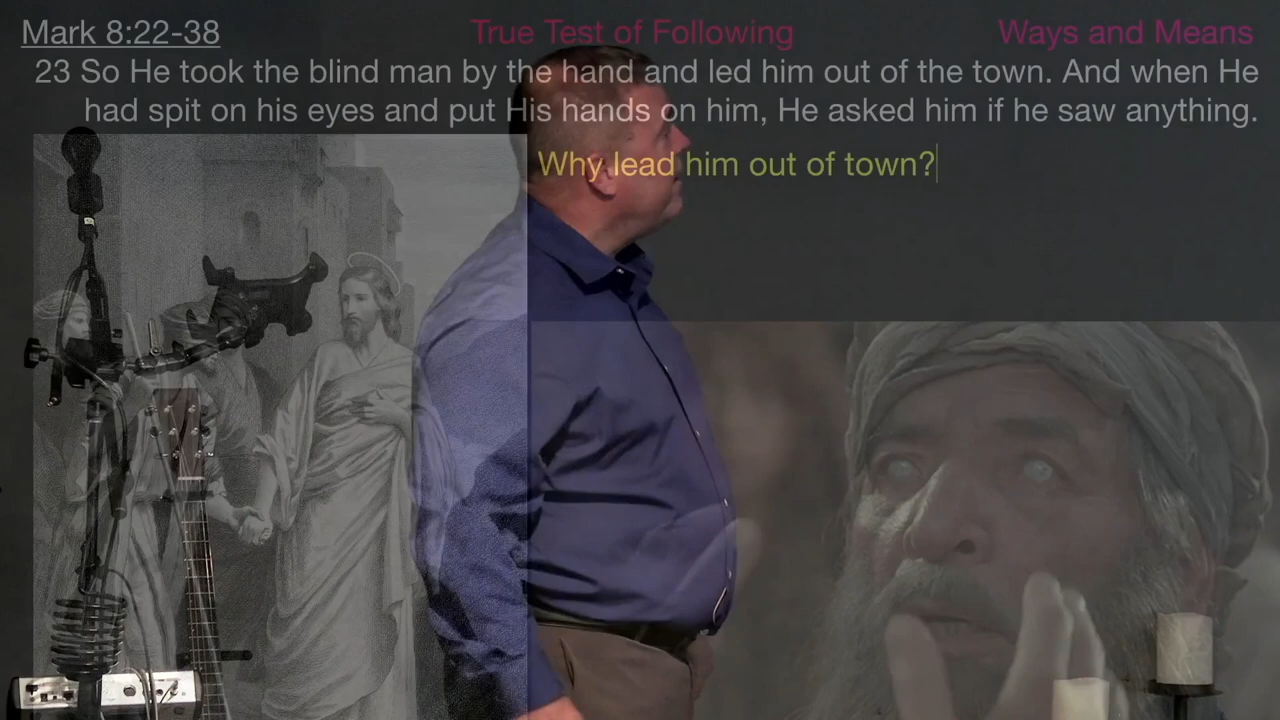 Mark 8:22-38 True Test of Following Ways and Means
23 So He took the blind man by the hand and led him out of the town. And when He
had spit on his eyes and put His hands on him, He asked him if he saw anything.
Why lead him out of town?